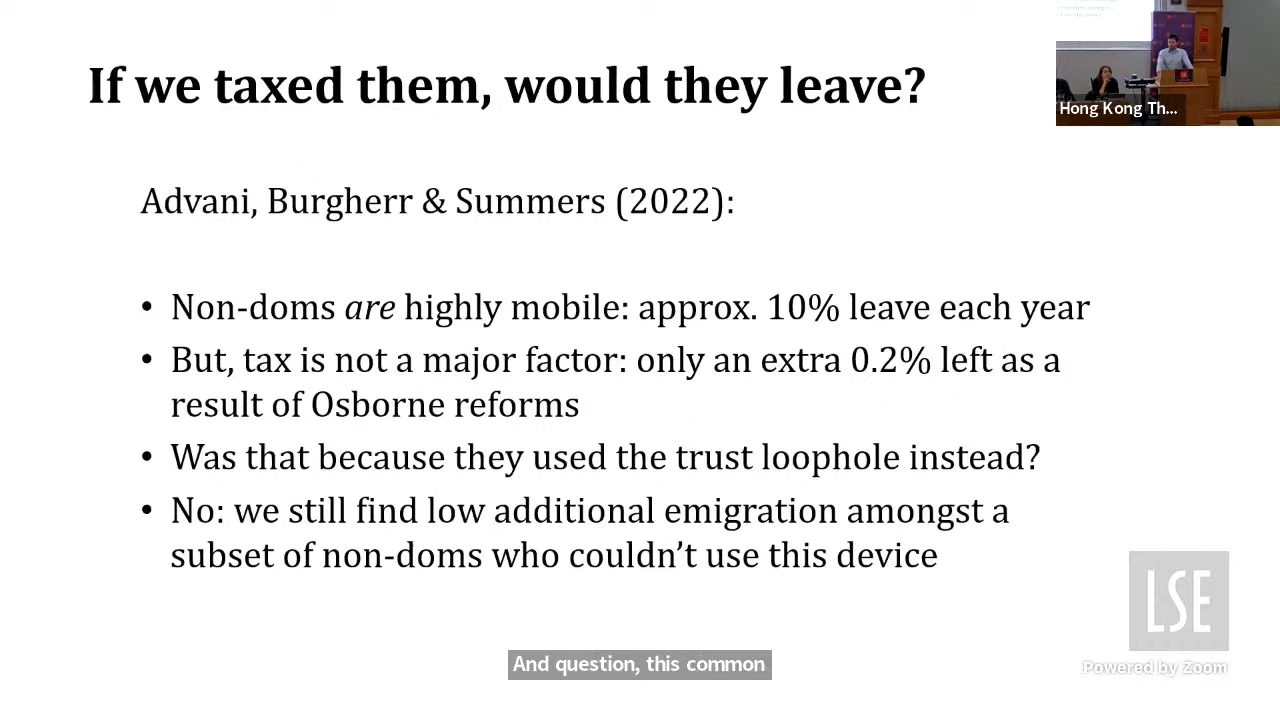 If we taxed them, would they leave?
Hong Kong Th...
Advani, Burgherr & Summers (2022):
• Non-doms are highly mobile: approx. 10% leave each year
• But, tax is not a major factor: only an extra 0.2% left as a
result of Osborne reforms
• Was that because they used the trust loophole instead?
• No: we still find low additional emigration amongst a
subset of non-doms who couldn’t use this device
LSE
And question, this common
Powered by Zoom